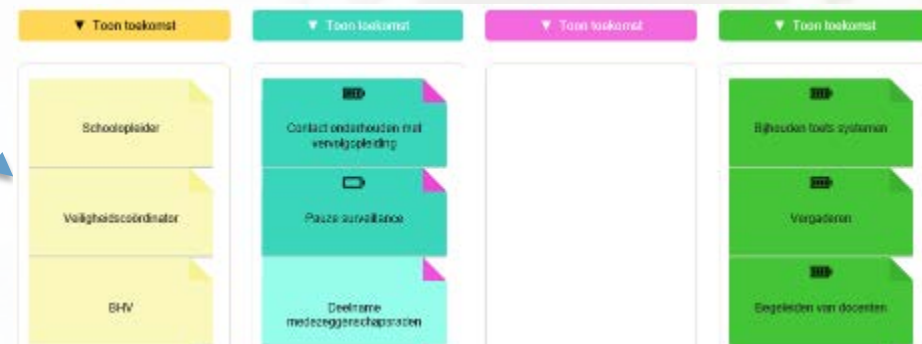 ▼ Toon toekomst
▼ Toon toekomst
▼ Toon toekomst
▼ Toon toekomst
Schoolopleider
Veiligheidscoördinator
BHV
Contact onderhouden met
vervolgopleiding
Pauze surveillance
Deelname
medezeggenschapsraden
Bijhouden toets systemen
Vergaderen
Begeleiden van docenten